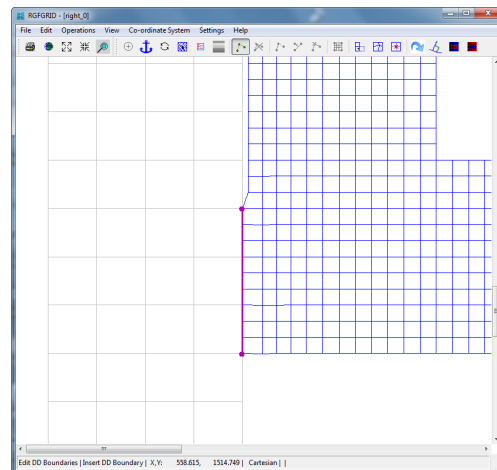 RGFGRID - [right_0]
File Edit Operations View Co-ordinate System Settings Help
Edit DD Boundaries | Insert DD Boundary | X,Y: 558.615, 1514.749 | Cartesian | |